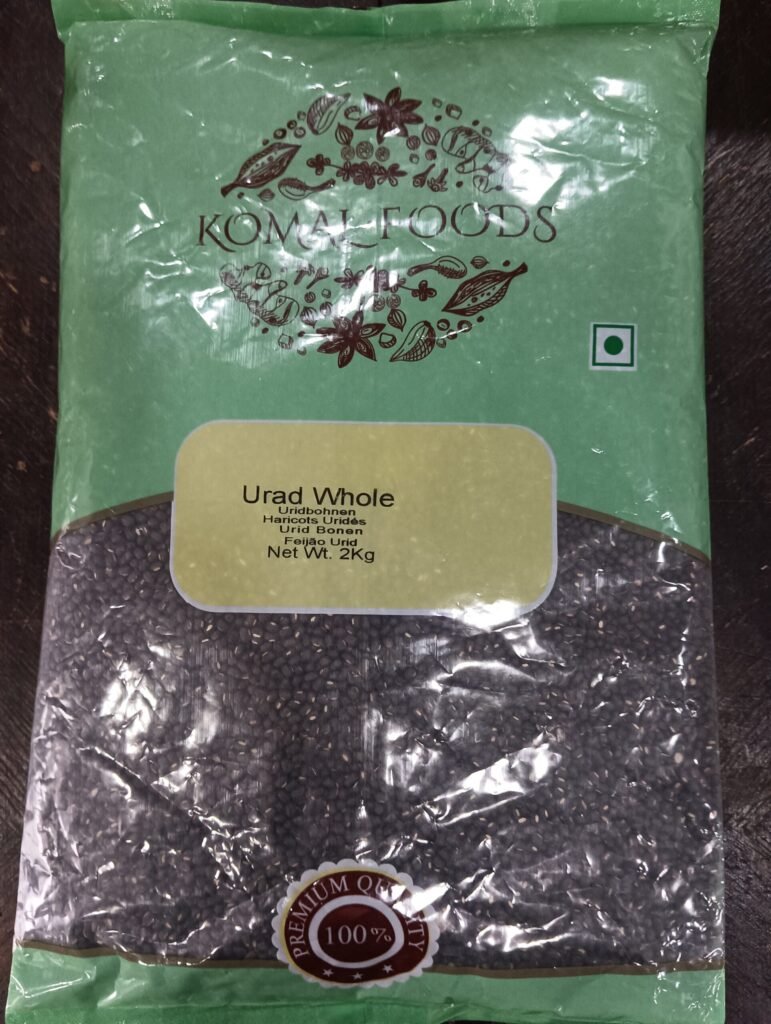 KOMAL FOODS
Urad Whole
Uridbohnen
Haricots Uridés
Urid Bonen
Feijão Urid
Net Wt. 2Kg
PREMIUM QUALITY
100%